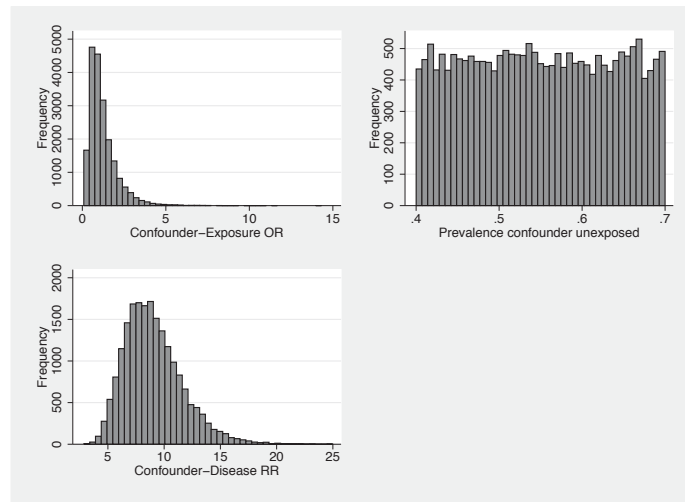 Frequency
0 1000 2000 3000 4000 5000
0 5 10 15
Confounder–Exposure OR
Frequency
0 100 200 300 400 500
.4 .5 .6 .7
Prevalence confounder unexposed
Frequency
0 500 1000 1500 2000
5 10 15 20 25
Confounder–Disease RR